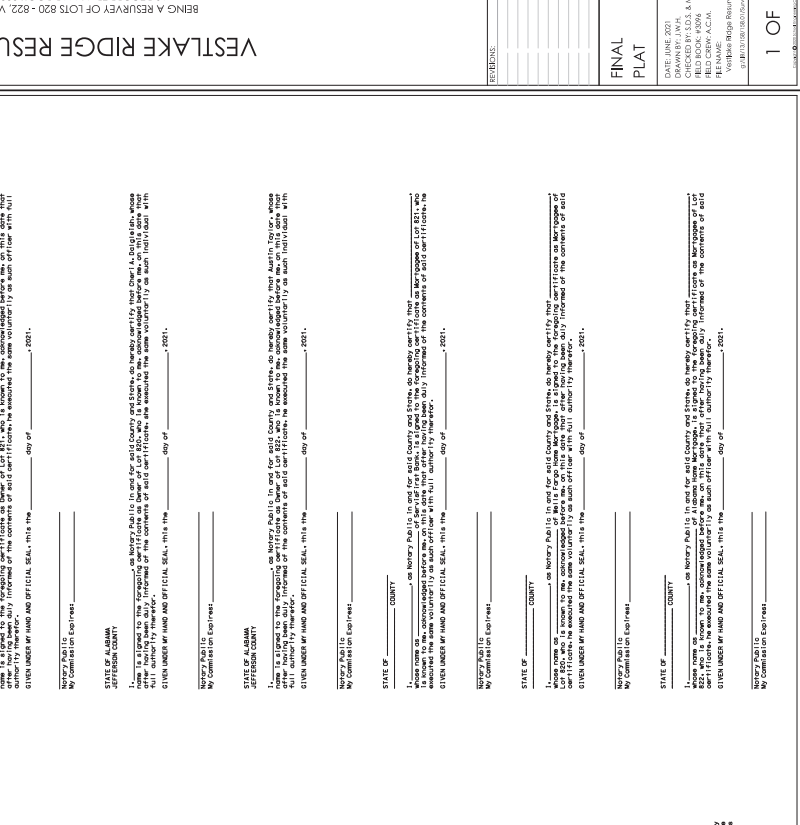 BEING A RESURVEY OF LOTS 820 - 822, V
VESTLAKE RIDGE RESU
REVISIONS:
FINAL
PLAT
DATE: JUNE, 2021
DRAWN BY: J.W.H.
CHECKED BY: S.D.S. & M
FIELD BOOK: #3096
FIELD CREW: A.C.M.
FILE NAME:
Vestlake Ridge Resur
1 OF
name is signed to the foregoing certificate as Owner of Lot 821, who is known to me, acknowledged before me, on this date that
after having been duly informed of the contents of said certificate, he executed the same voluntarily as such officer with full
authority therefor.
GIVEN UNDER MY HAND AND OFFICIAL SEAL, this the ______ day of ______, 2021.
Notary Public
My Commission Expires:
STATE OF ALABAMA
JEFFERSON COUNTY
I, ______, as Notary Public in and for said County and State, do hereby certify that Cheri A. Dalgleish, whose
name is signed to the foregoing certificate as Owner of Lot 820, who is known to me, acknowledged before me, on this date that
after having been duly informed of the contents of said certificate, she executed the same voluntarily as such individual with
full authority therefor.
GIVEN UNDER MY HAND AND OFFICIAL SEAL, this the ______ day of ______, 2021.
Notary Public
My Commission Expires:
STATE OF ALABAMA
JEFFERSON COUNTY
I, ______, as Notary Public in and for said County and State, do hereby certify that Austin Taylor, whose
name is signed to the foregoing certificate as Owner of Lot 822, who is known to me, acknowledged before me, on this date that
after having been duly informed of the contents of said certificate, he executed the same voluntarily as such individual with
full authority therefor.
GIVEN UNDER MY HAND AND OFFICIAL SEAL, this the ______ day of ______, 2021.
Notary Public
My Commission Expires:
STATE OF ______
______ COUNTY
I, ______, as Notary Public in and for said County and State, do hereby certify that ______,
whose name as ______ of ServisFirst Bank, is signed to the foregoing certificate as Mortgagee of Lot 821, who
is known to me, acknowledged before me, on this date that after having been duly informed of the contents of said certificate, he
executed the same voluntarily as such officer with full authority therefor.
GIVEN UNDER MY HAND AND OFFICIAL SEAL, this the ______ day of ______, 2021.
Notary Public
My Commission Expires:
STATE OF ______
______ COUNTY
I, ______, as Notary Public in and for said County and State, do hereby certify that ______,
whose name as ______ of Wells Fargo Home Mortgage, is signed to the foregoing certificate as Mortgagee of
Lot 820, who is known to me, acknowledged before me, on this date that after having been duly informed of the contents of said
certificate, he executed the same voluntarily as such officer with full authority therefor.
GIVEN UNDER MY HAND AND OFFICIAL SEAL, this the ______ day of ______, 2021.
Notary Public
My Commission Expires:
STATE OF ______
______ COUNTY
I, ______, as Notary Public in and for said County and State, do hereby certify that ______,
whose name as ______ of Alabama Home Mortgage, is signed to the foregoing certificate as Mortgagee of Lot
822, who is known to me, acknowledged before me, on this date that after having been duly informed of the contents of said
certificate, he executed the same voluntarily as such officer with full authority therefor.
GIVEN UNDER MY HAND AND OFFICIAL SEAL, this the ______ day of ______, 2021.
Notary Public
My Commission Expires: